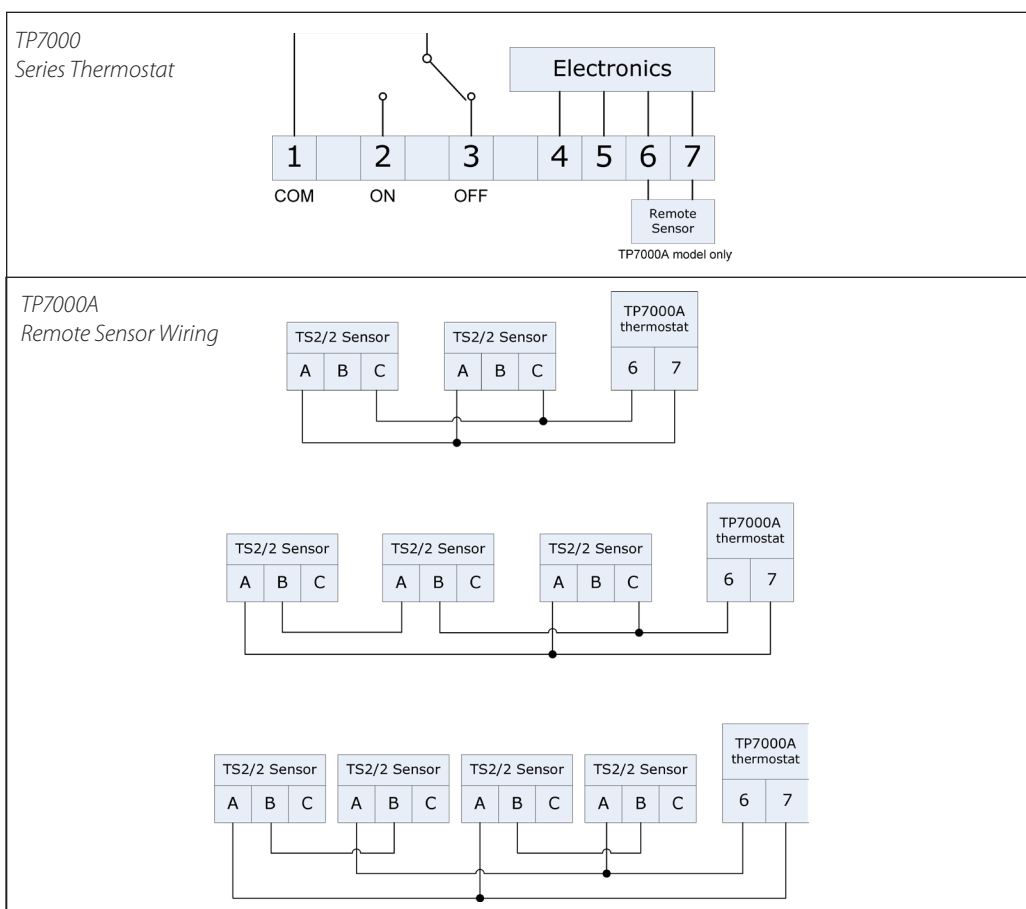 TP7000
Series Thermostat
Electronics
1 2 3 4 5 6 7
COM ON OFF
Remote
Sensor
TP7000A model only
TP7000A
Remote Sensor Wiring
TP7000A
thermostat
TS2/2 Sensor TS2/2 Sensor
A B C A B C 6 7
TP7000A
thermostat
TS2/2 Sensor TS2/2 Sensor TS2/2 Sensor
A B C A B C A B C 6 7
TP7000A
thermostat
TS2/2 Sensor TS2/2 Sensor TS2/2 Sensor TS2/2 Sensor
A B C A B C A B C A B C 6 7